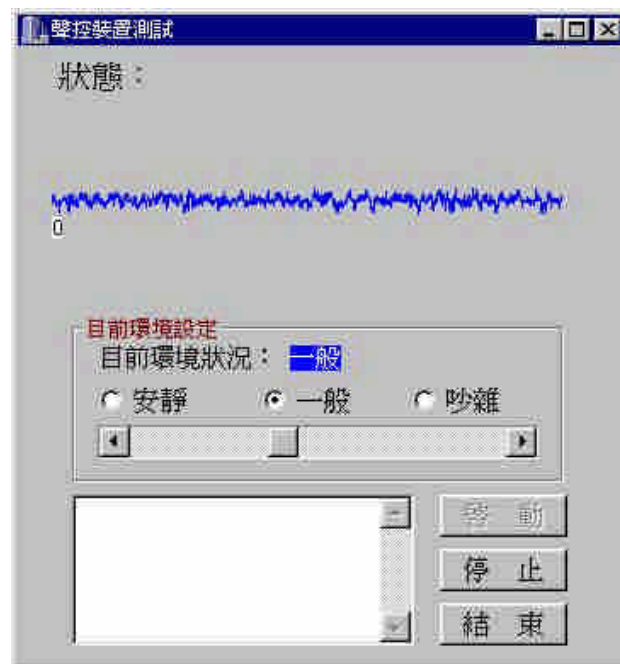 聲控裝置測試
狀態：
0
目前環境設定
目前環境狀況： 一般
安靜 一般 吵雜
動
停 止
結 束